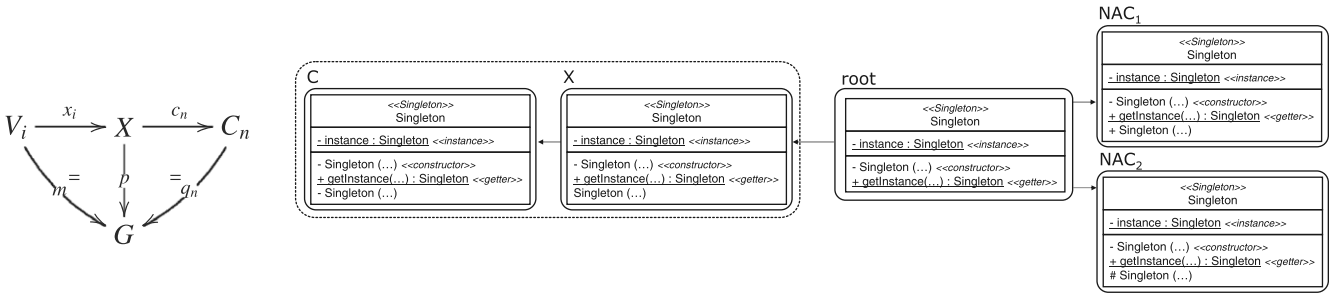 V_i x_i X c_n C_n
m = p = q_n
G
C
<<Singleton>>
Singleton
- instance : Singleton <<instance>>
- Singleton (...) <<constructor>>
+ getInstance(...) : Singleton <<getter>>
- Singleton (...)
X
<<Singleton>>
Singleton
- instance : Singleton <<instance>>
- Singleton (...) <<constructor>>
+ getInstance(...) : Singleton <<getter>>
Singleton (...)
root
<<Singleton>>
Singleton
- instance : Singleton <<instance>>
- Singleton (...) <<constructor>>
+ getInstance(...) : Singleton <<getter>>
NAC1
<<Singleton>>
Singleton
- instance : Singleton <<instance>>
- Singleton (...) <<constructor>>
+ getInstance(...) : Singleton <<getter>>
+ Singleton (...)
NAC2
<<Singleton>>
Singleton
- instance : Singleton <<instance>>
- Singleton (...) <<constructor>>
+ getInstance(...) : Singleton <<getter>>
# Singleton (...)